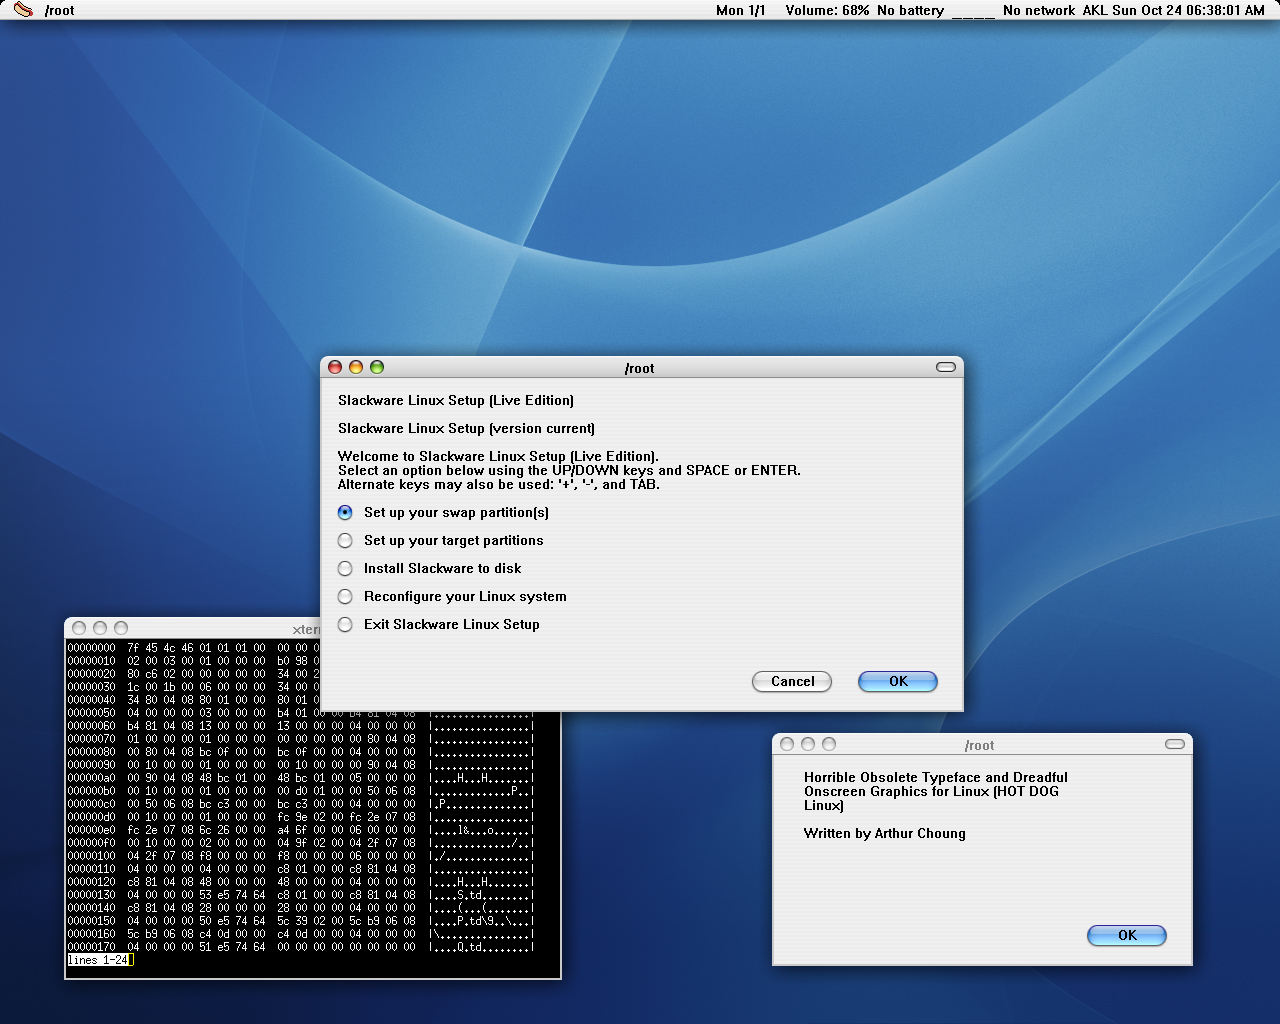 /root
Mon 1/1 Volume: 68% No battery ____ No network AKL Sun Oct 24 06:38:01 AM
/root
Slackware Linux Setup (Live Edition)
Slackware Linux Setup (version current)
Welcome to Slackware Linux Setup (Live Edition).
Select an option below using the UP/DOWN keys and SPACE or ENTER.
Alternate keys may also be used: '+', '-', and TAB.
Set up your swap partition(s)
Set up your target partitions
Install Slackware to disk
Reconfigure your Linux system
Exit Slackware Linux Setup
Cancel OK
00000000 7f 45 4c 46 01 01 01 00 00 00
00000010 02 00 03 00 01 00 00 00 b0 98
00000020 80 c6 02 00 00 00 00 00 34 00
00000030 1c 00 1b 00 06 00 00 00 34 00
00000040 34 80 04 08 80 01 00 00 80 01
00000050 04 00 00 00 03 00 00 00 b4 01 00 00 b4 81 04 08 |................|
00000060 b4 81 04 08 13 00 00 00 13 00 00 00 04 00 00 00 |................|
00000070 01 00 00 00 01 00 00 00 00 00 00 00 00 80 04 08 |................|
00000080 00 80 04 08 bc 0f 00 00 bc 0f 00 00 04 00 00 00 |................|
00000090 00 10 00 00 01 00 00 00 00 10 00 00 00 90 04 08 |................|
000000a0 00 90 04 08 48 bc 01 00 48 bc 01 00 05 00 00 00 |....H...H.......|
000000b0 00 10 00 00 01 00 00 00 00 d0 01 00 00 50 06 08 |.............P..|
000000c0 00 50 06 08 bc c3 00 00 bc c3 00 00 04 00 00 00 |.P..............|
000000d0 00 10 00 00 01 00 00 00 fc 9e 02 00 fc 2e 07 08 |................|
000000e0 fc 2e 07 08 6c 26 00 00 a4 6f 00 00 06 00 00 00 |....l&...o......|
000000f0 00 10 00 00 02 00 00 00 04 9f 02 00 04 2f 07 08 |............./..|
00000100 04 2f 07 08 f8 00 00 00 f8 00 00 00 06 00 00 00 |./..............|
00000110 04 00 00 00 04 00 00 00 c8 01 00 00 c8 81 04 08 |................|
00000120 c8 81 04 08 48 00 00 00 48 00 00 00 04 00 00 00 |....H...H.......|
00000130 04 00 00 00 53 e5 74 64 c8 01 00 00 c8 81 04 08 |....S.td........|
00000140 c8 81 04 08 28 00 00 00 28 00 00 00 04 00 00 00 |....(...(.......|
00000150 04 00 00 00 50 e5 74 64 5c 39 02 00 5c b9 06 08 |....P.td\9..\...|
00000160 5c b9 06 08 c4 0d 00 00 c4 0d 00 00 04 00 00 00 |\...............|
00000170 04 00 00 00 51 e5 74 64 00 00 00 00 00 00 00 00 |....Q.td........|
lines 1-24
/root
Horrible Obsolete Typeface and Dreadful
Onscreen Graphics for Linux (HOT DOG
Linux)
Written by Arthur Choung
OK